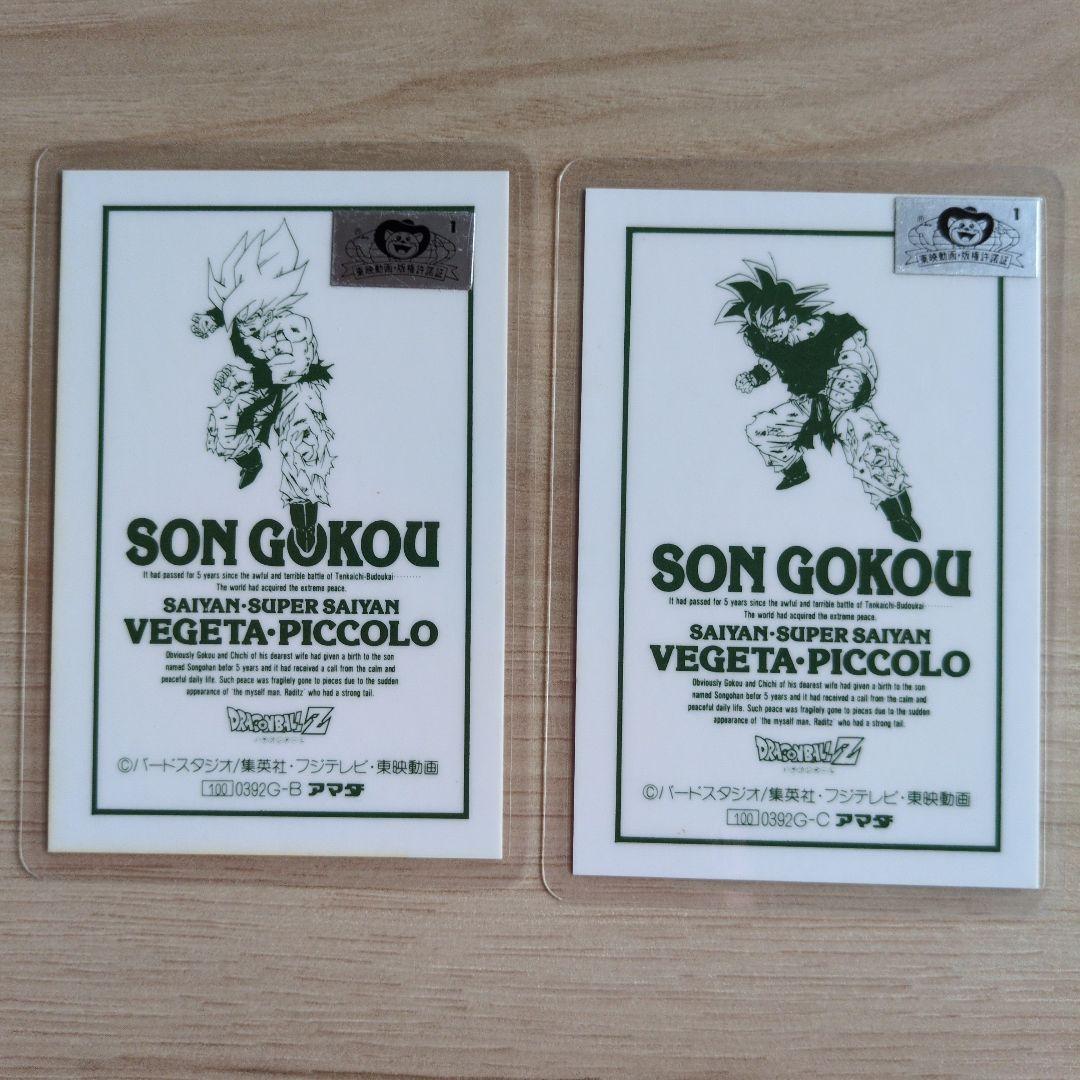 1
®
東映動画・版権許諾証
SON GOKOU
It had passed for 5 years since the awful and terrible battle of Tenkaichi-Budoukai··········
The world had acquired the extreme peace.
SAIYAN·SUPER SAIYAN
VEGETA·PICCOLO
Obviously Gokou and Chichi of his dearest wife had given a birth to the son
named Songohan befor 5 years and it had received a call from the calm and
peaceful daily life. Such peace was fragilely gone to pieces due to the sudden
appearance of 'the myself man. Raditz' who had a strong tail.
DRAGONBALL Z
©バードスタジオ/集英社・フジテレビ・東映動画
100 0392G-B アマダ
1
®
東映動画・版権許諾証
SON GOKOU
It had passed for 5 years since the awful and terrible battle of Tenkaichi-Budoukai··········
The world had acquired the extreme peace.
SAIYAN·SUPER SAIYAN
VEGETA·PICCOLO
Obviously Gokou and Chichi of his dearest wife had given a birth to the son
named Songohan befor 5 years and it had received a call from the calm and
peaceful daily life. Such peace was fragilely gone to pieces due to the sudden
appearance of 'the myself man. Raditz' who had a strong tail.
DRAGONBALL Z
©バードスタジオ/集英社・フジテレビ・東映動画
100 0392G-C アマダ